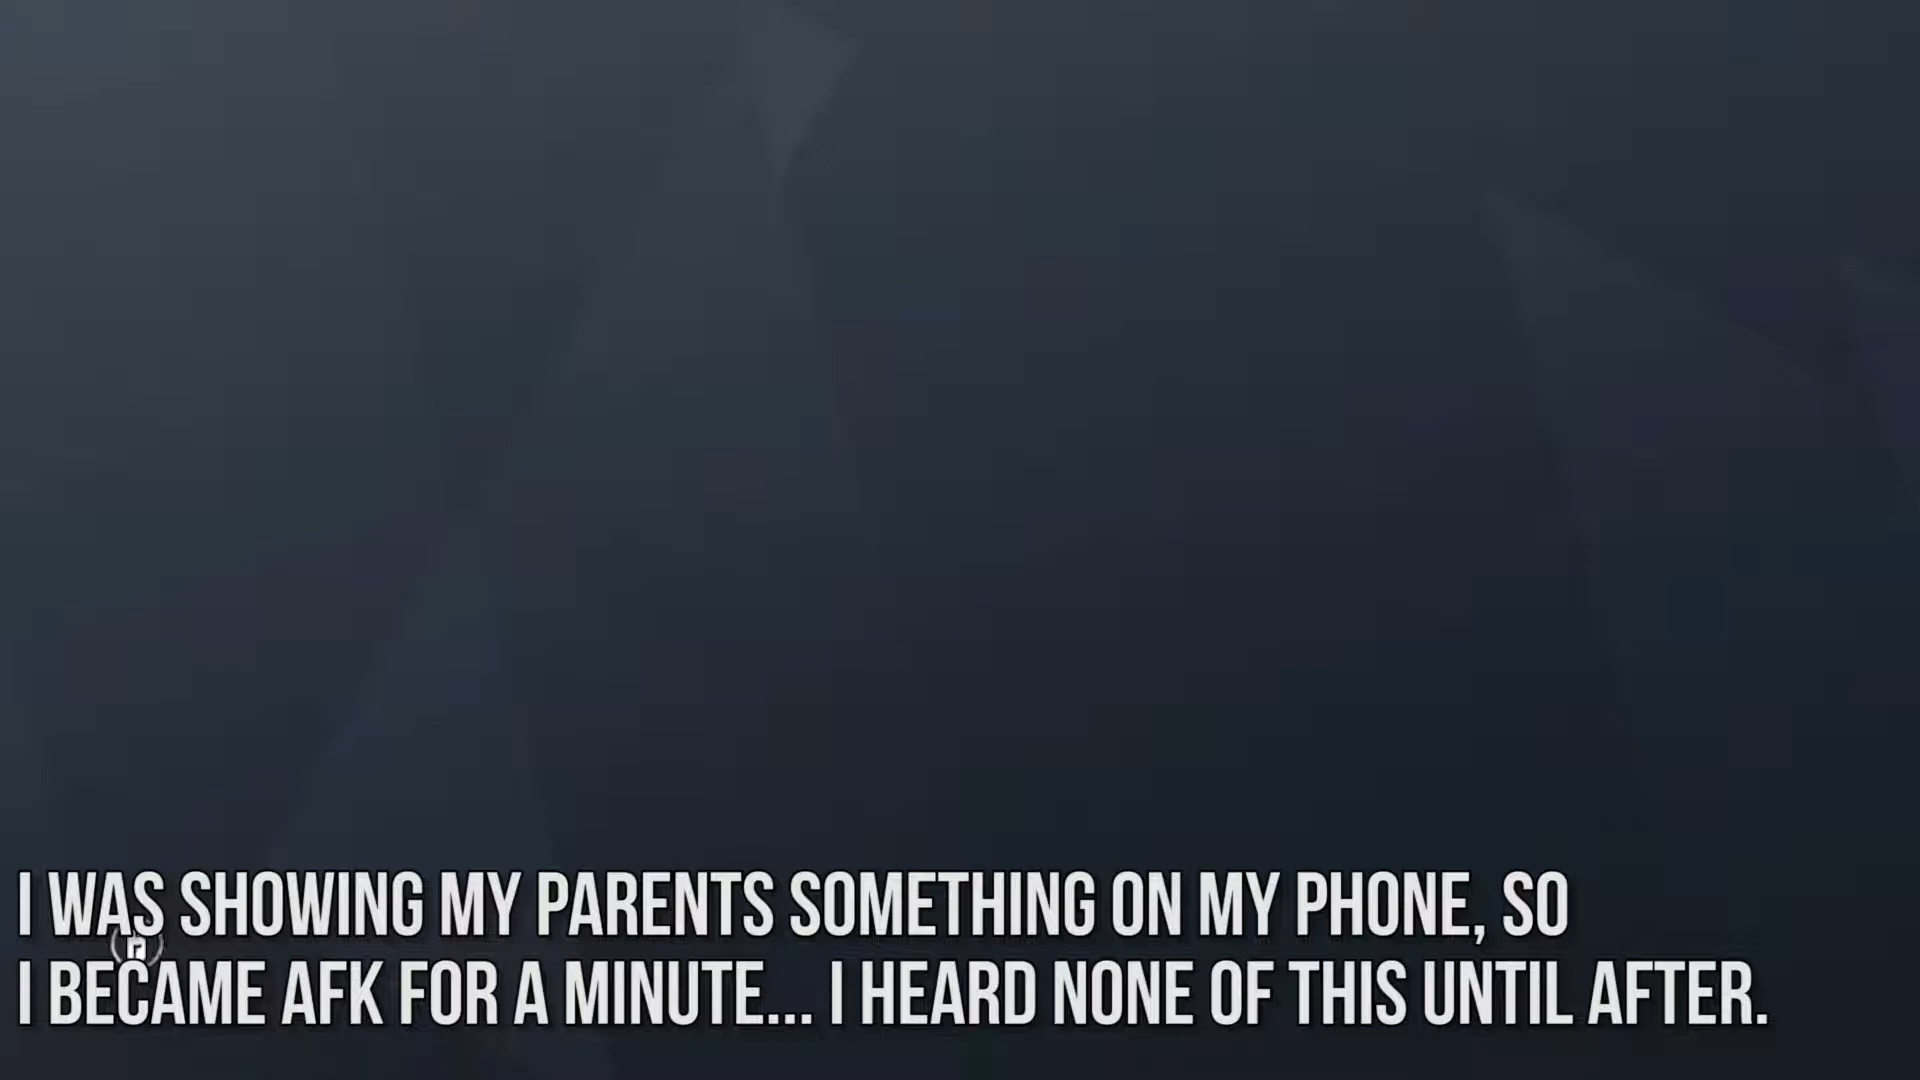 I WAS SHOWING MY PARENTS SOMETHING ON MY PHONE, SO
I BECAME AFK FOR A MINUTE... I HEARD NONE OF THIS UNTIL AFTER.